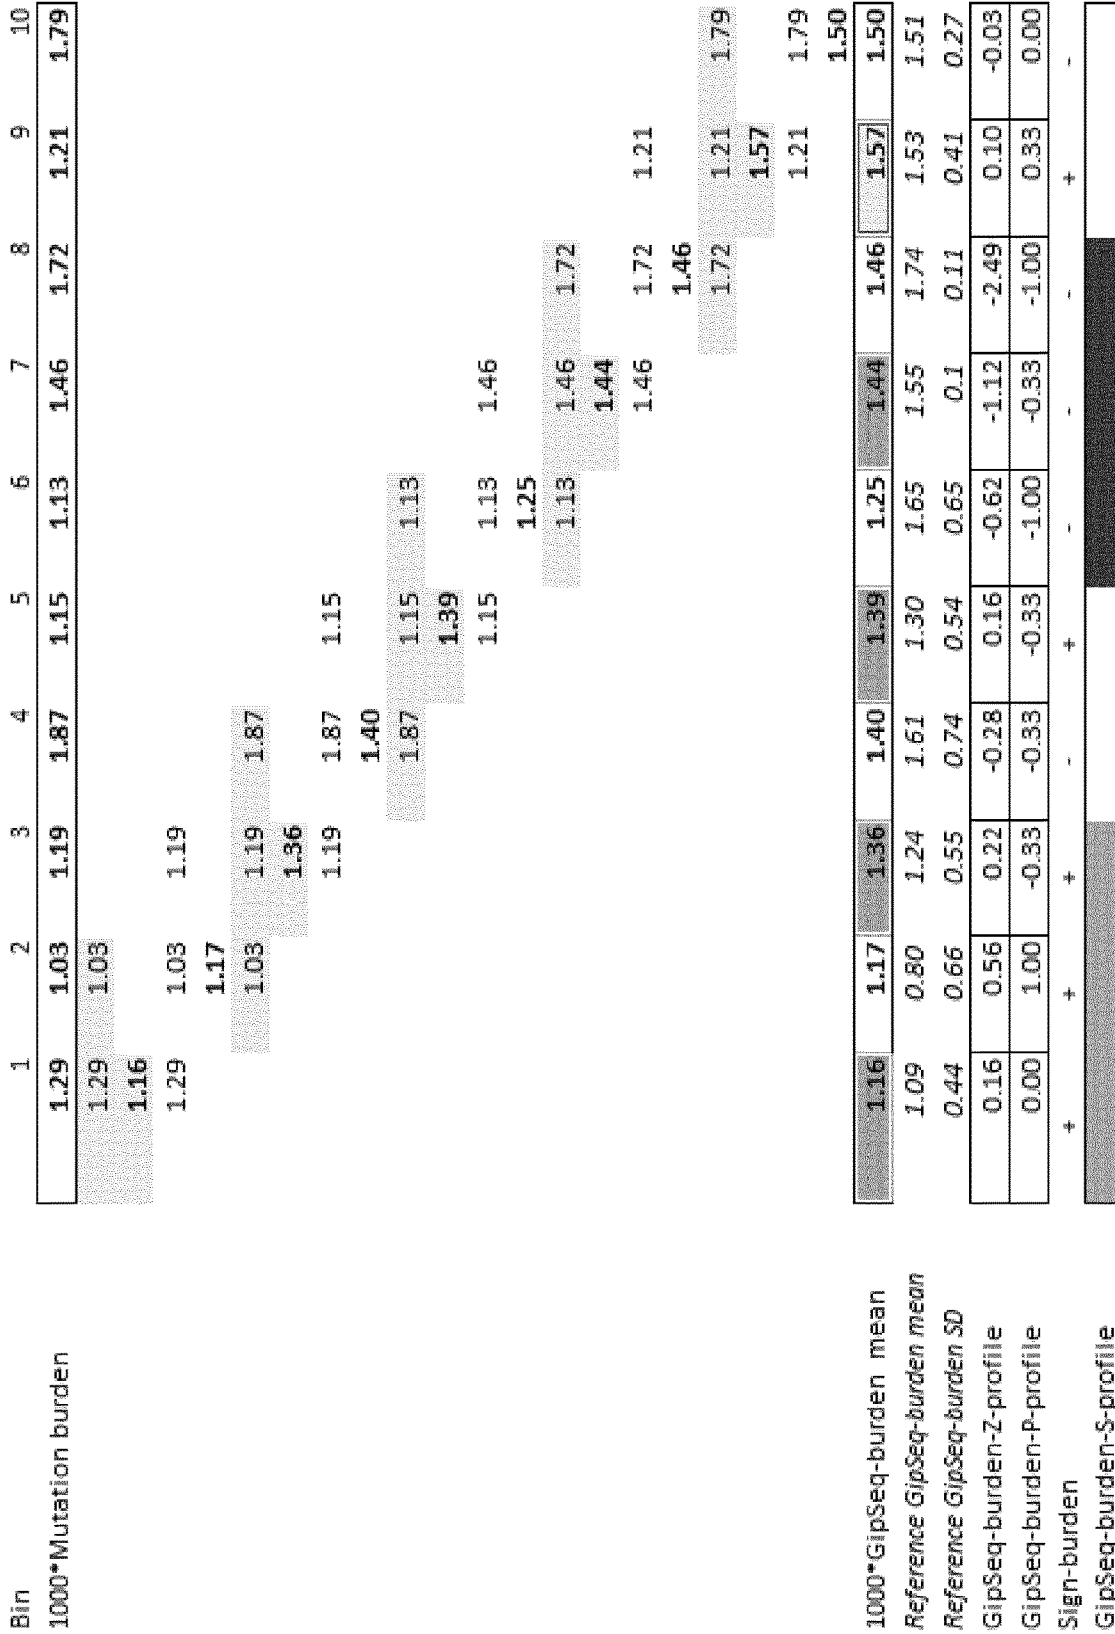 Bin 1 2 3 4 5 6 7 8 9 10
1000*Mutation burden 1.29 1.03 1.19 1.87 1.15 1.13 1.46 1.72 1.21 1.79
1.29 1.03
1.16
1.29 1.03 1.19
1.17
1.03 1.19 1.87
1.36
1.19 1.87 1.15
1.40
1.87 1.15 1.13
1.39
1.15 1.13 1.46
1.25
1.13 1.46 1.72
1.44
1.46 1.72 1.21
1.46
1.72 1.21 1.79
1.57
1.21 1.79
1.50
1000*GipSeq-burden mean 1.16 1.17 1.36 1.40 1.39 1.25 1.44 1.46 1.57 1.50
Reference GipSeq-burden mean 1.09 0.80 1.24 1.61 1.30 1.65 1.55 1.74 1.53 1.51
Reference GipSeq-burden SD 0.44 0.66 0.55 0.74 0.54 0.65 0.1 0.11 0.41 0.27
GipSeq-burden-Z-profile 0.16 0.56 0.22 -0.28 0.16 -0.62 -1.12 -2.49 0.10 -0.03
GipSeq-burden-P-profile 0.00 1.00 -0.33 -0.33 -0.33 -1.00 -0.33 -1.00 0.33 0.00
Sign-burden + + + - + - - - + -
GipSeq-burden-S-profile